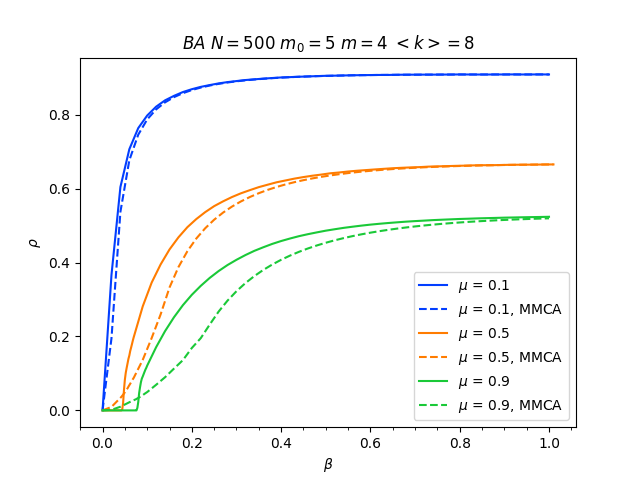 BA N = 500 m₀ = 5 m = 4 < k >= 8
0.8
0.6
0.4
0.2
0.0
ρ
0.0 0.2 0.4 0.6 0.8 1.0
β
μ = 0.1
μ = 0.1, MMCA
μ = 0.5
μ = 0.5, MMCA
μ = 0.9
μ = 0.9, MMCA